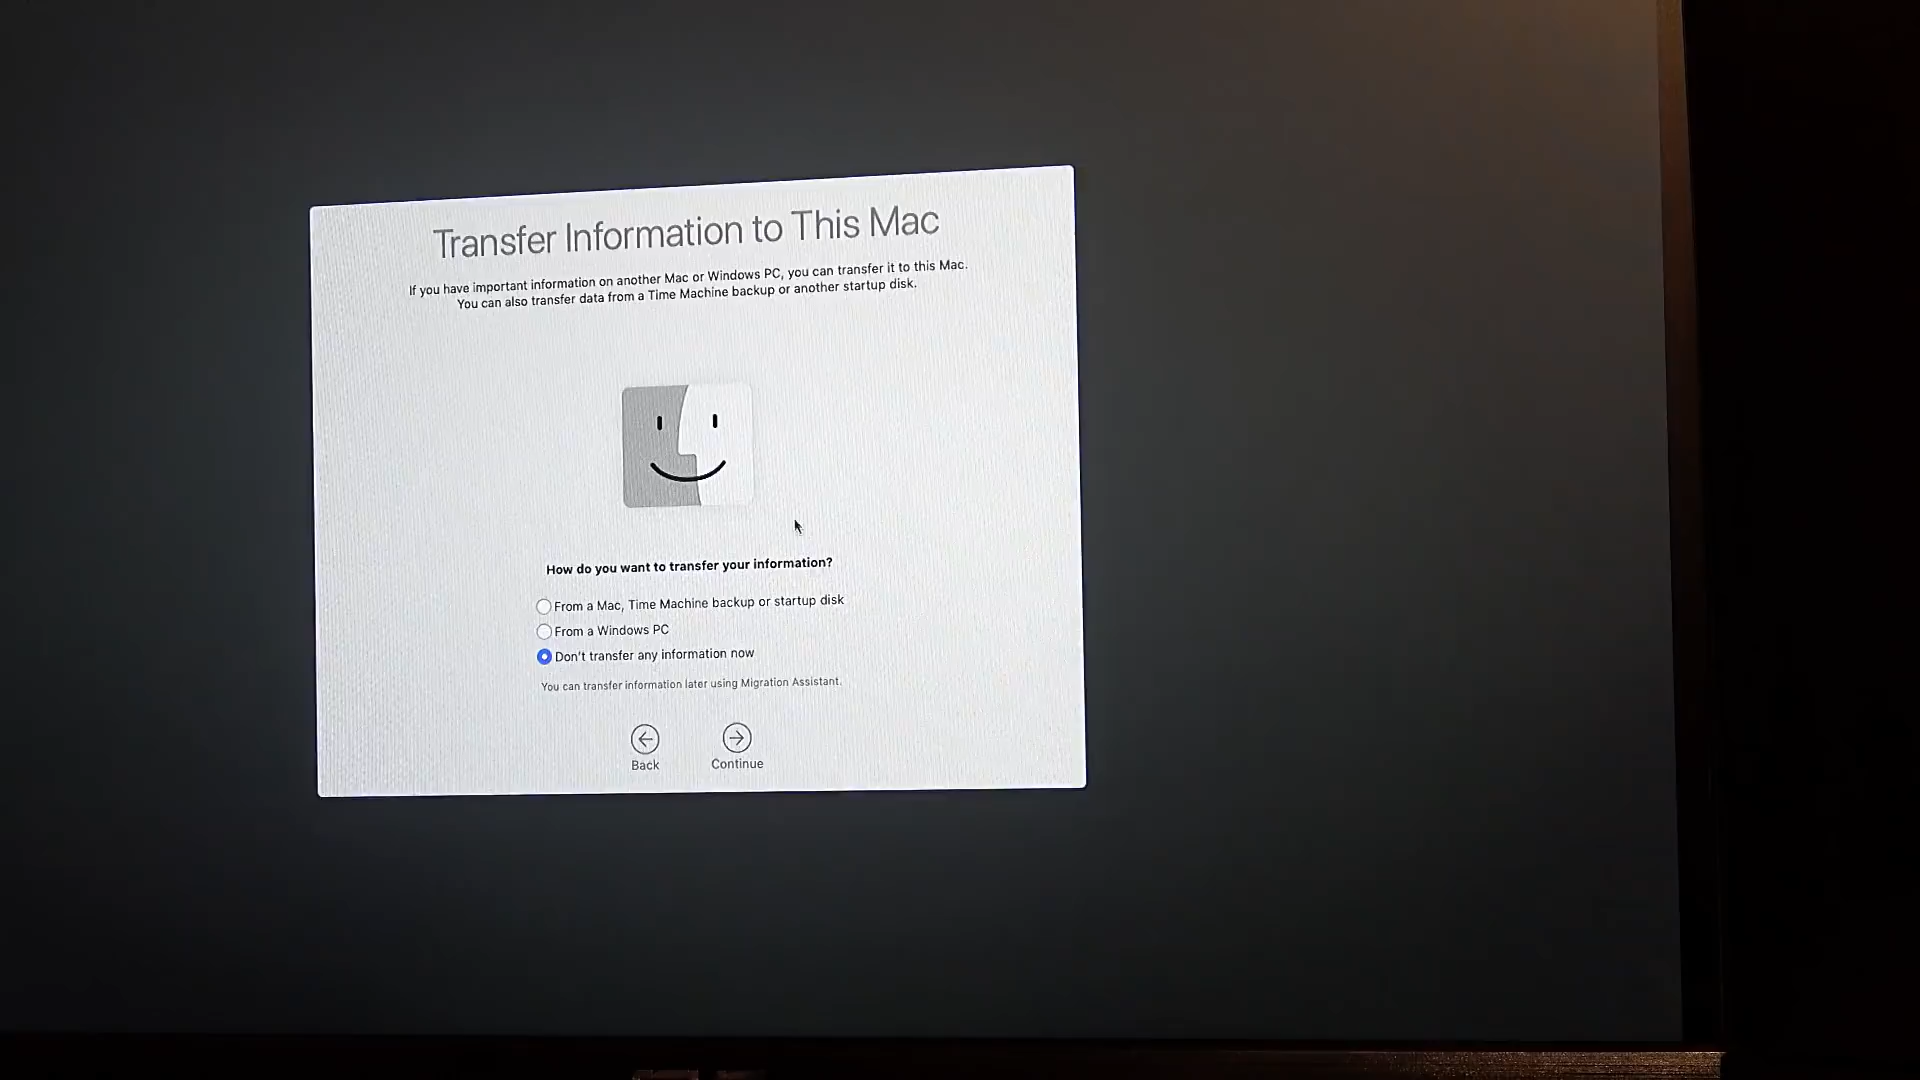 Transfer Information to This Mac
If you have important information on another Mac or Windows PC, you can transfer it to this Mac.
You can also transfer data from a Time Machine backup or another startup disk.
How do you want to transfer your information?
From a Mac, Time Machine backup or startup disk
From a Windows PC
Don't transfer any information now
You can transfer information later using Migration Assistant.
Back
Continue